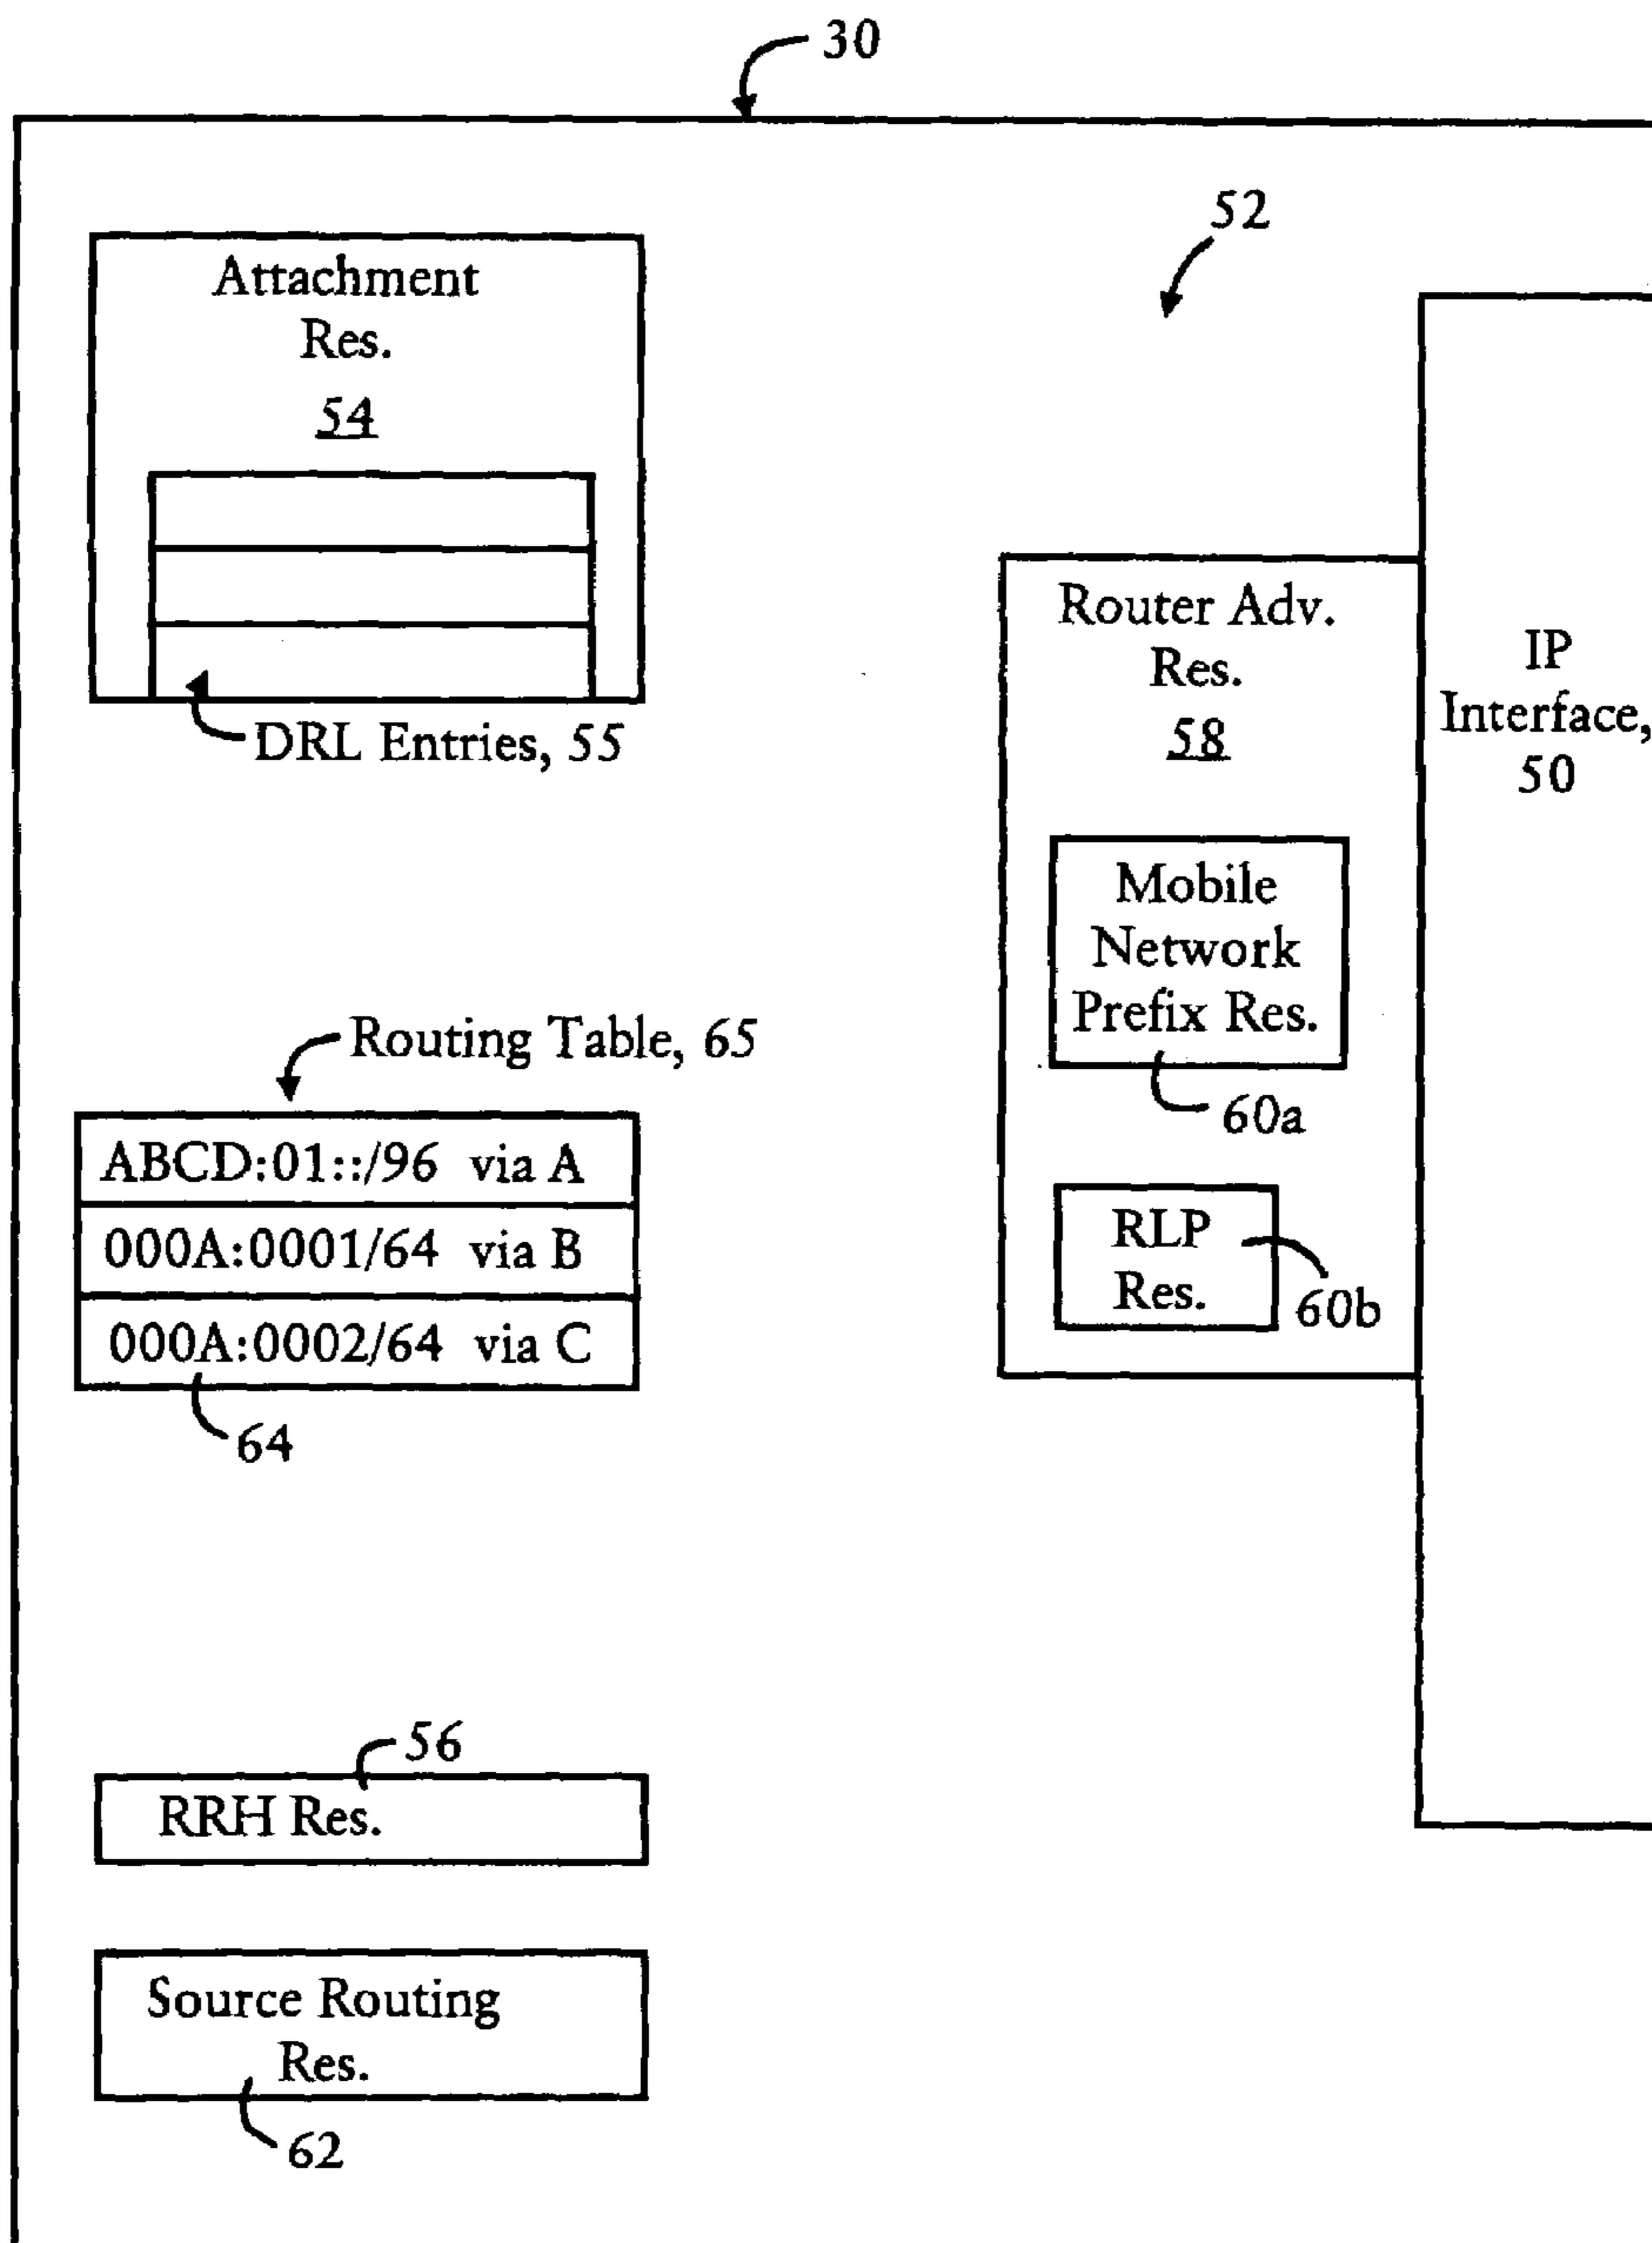 30
52
Attachment
Res.
54
DRL Entries, 55
Router Adv.
Res.
58
IP
Interface,
50
Mobile
Network
Prefix Res.
60a
RLP
Res.
60b
Routing Table, 65
ABCD:01::/96 via A
000A:0001/64 via B
000A:0002/64 via C
64
56
RRH Res.
Source Routing
Res.
62